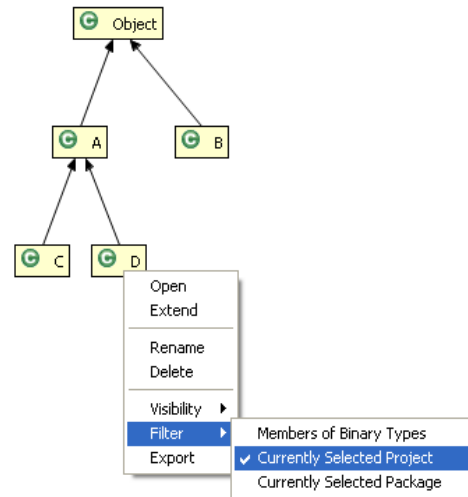 C Object
C A
C B
C C
C D
Open
Extend
Rename
Delete
Visibility
Filter
Members of Binary Types
Currently Selected Project
Export
Currently Selected Package